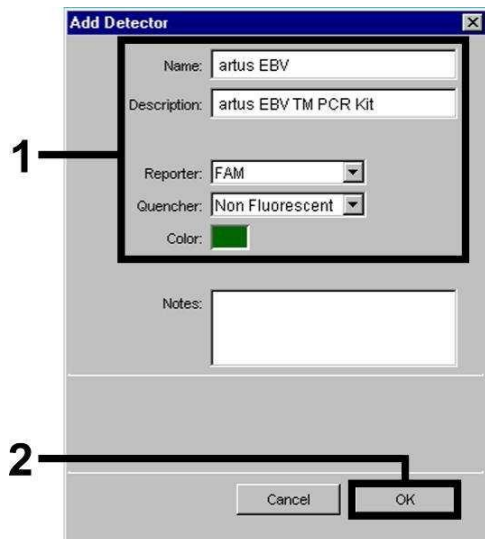 Add Detector
Name: artus EBV
Description: artus EBV TM PCR Kit
1
Reporter: FAM
Quencher: Non Fluorescent
Color:
Notes:
2
Cancel OK